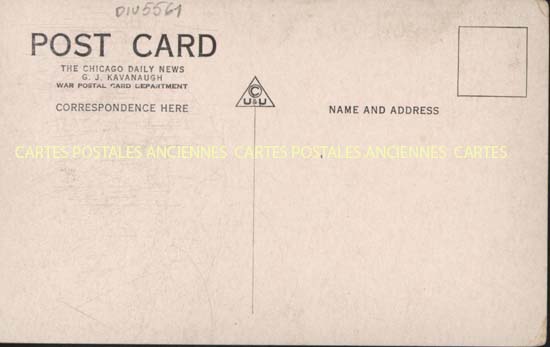 DIV5561
POST CARD
THE CHICAGO DAILY NEWS
G. J. KAVANAUGH
WAR POSTAL CARD DEPARTMENT
CORRESPONDENCE HERE
C
U&U
NAME AND ADDRESS
CARTES POSTALES ANCIENNES CARTES POSTALES ANCIENNES CARTES